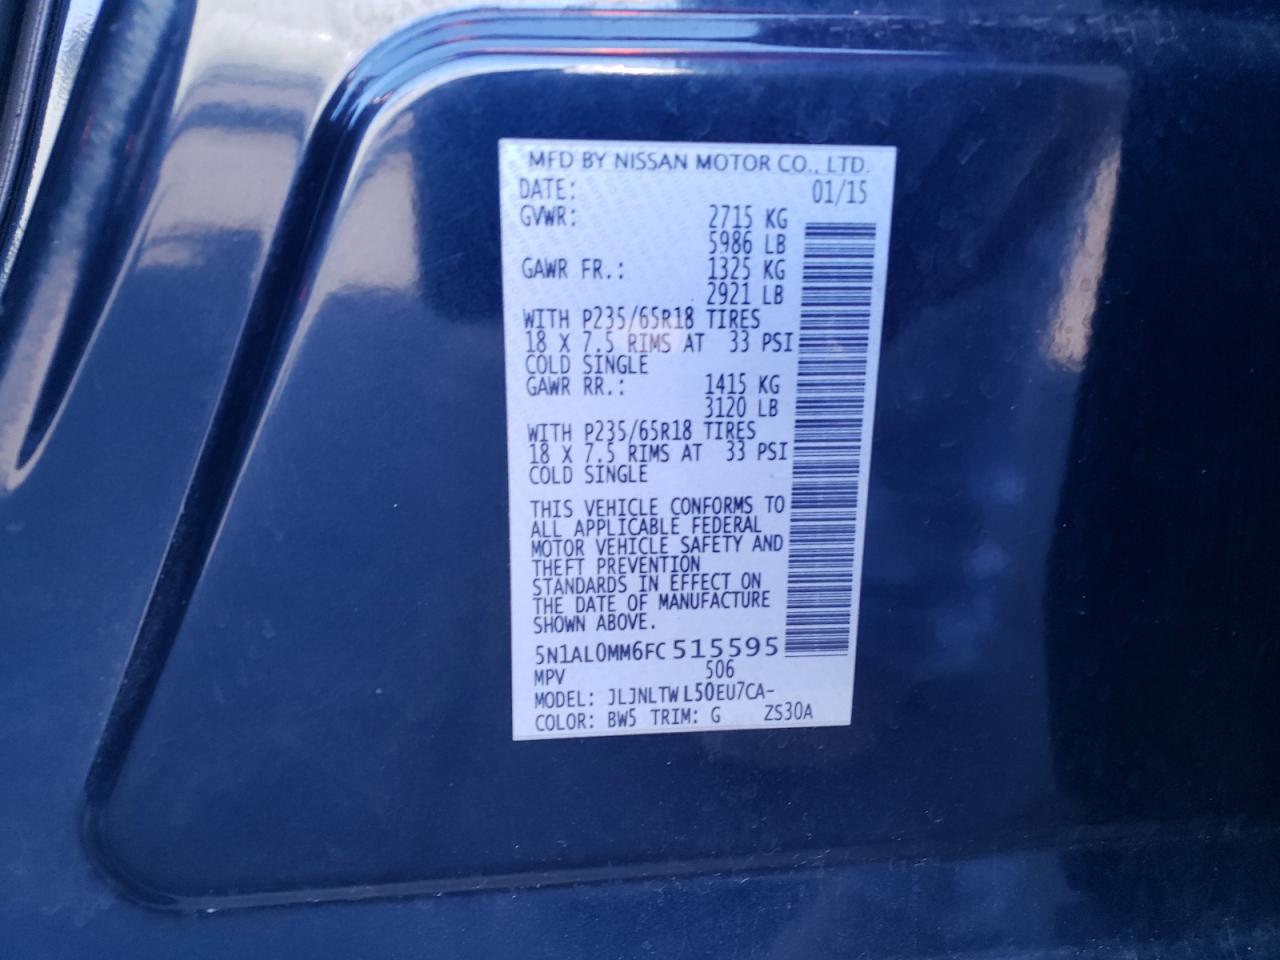 MFD BY NISSAN MOTOR CO., LTD.
DATE: 01/15
GVWR: 2715 KG
5986 LB
GAWR FR.: 1325 KG
2921 LB
WITH P235/65R18 TIRES
18 X 7.5 RIMS AT 33 PSI
COLD SINGLE
GAWR RR.: 1415 KG
3120 LB
WITH P235/65R18 TIRES
18 X 7.5 RIMS AT 33 PSI
COLD SINGLE
THIS VEHICLE CONFORMS TO
ALL APPLICABLE FEDERAL
MOTOR VEHICLE SAFETY AND
THEFT PREVENTION
STANDARDS IN EFFECT ON
THE DATE OF MANUFACTURE
SHOWN ABOVE.
5N1AL0MM6FC515595
MPV 506
MODEL: JLJNLTWL50EU7CA-
COLOR: BW5 TRIM: G ZS30A